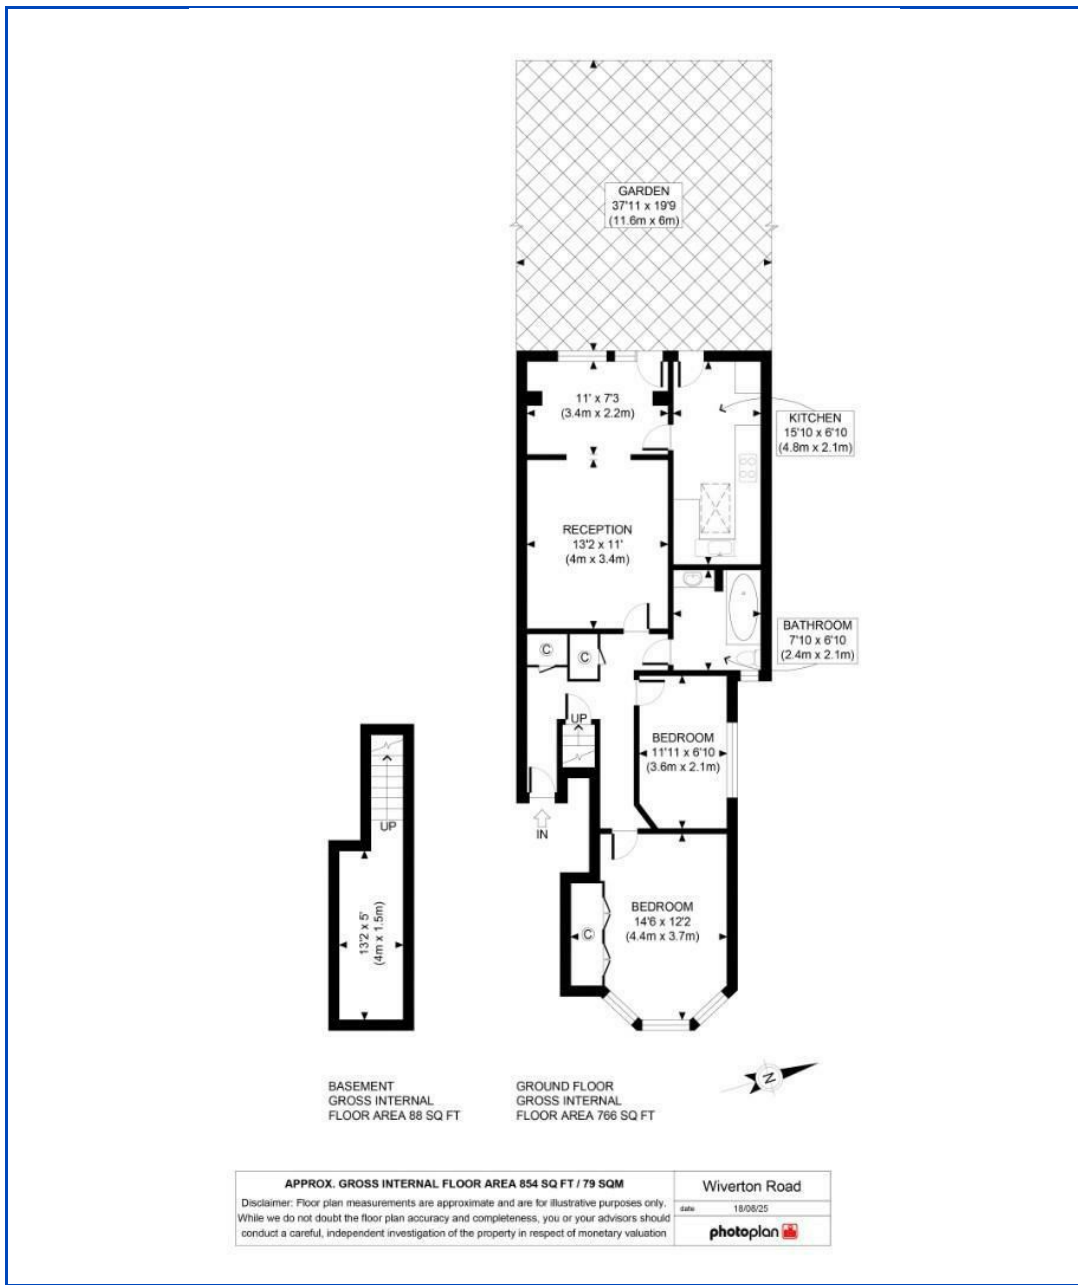 GARDEN
37'11 x 19'9
(11.6m x 6m)
11' x 7'3
(3.4m x 2.2m)
KITCHEN
15'10 x 6'10
(4.8m x 2.1m)
RECEPTION
13'2 x 11'
(4m x 3.4m)
BATHROOM
7'10 x 6'10
(2.4m x 2.1m)
C
C
UP
BEDROOM
11'11 x 6'10
(3.6m x 2.1m)
IN
UP
13'2 x 5'
(4m x 1.5m)
BEDROOM
14'6 x 12'2
(4.4m x 3.7m)
C
BASEMENT
GROSS INTERNAL
FLOOR AREA 88 SQ FT
GROUND FLOOR
GROSS INTERNAL
FLOOR AREA 766 SQ FT
N
APPROX. GROSS INTERNAL FLOOR AREA 854 SQ FT / 79 SQM
Disclaimer: Floor plan measurements are approximate and are for illustrative purposes only.
While we do not doubt the floor plan accuracy and completeness, you or your advisors should
conduct a careful, independent investigation of the property in respect of monetary valuation
Wiverton Road
date 18/08/25
photoplan